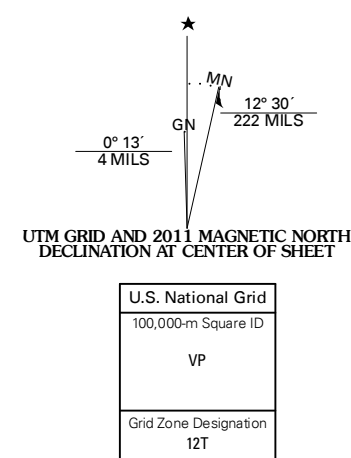 ★
MN
12° 30´
222 MILS
GN
0° 13´
4 MILS
UTM GRID AND 2011 MAGNETIC NORTH
DECLINATION AT CENTER OF SHEET
U.S. National Grid
100,000-m Square ID
VP
Grid Zone Designation
12T